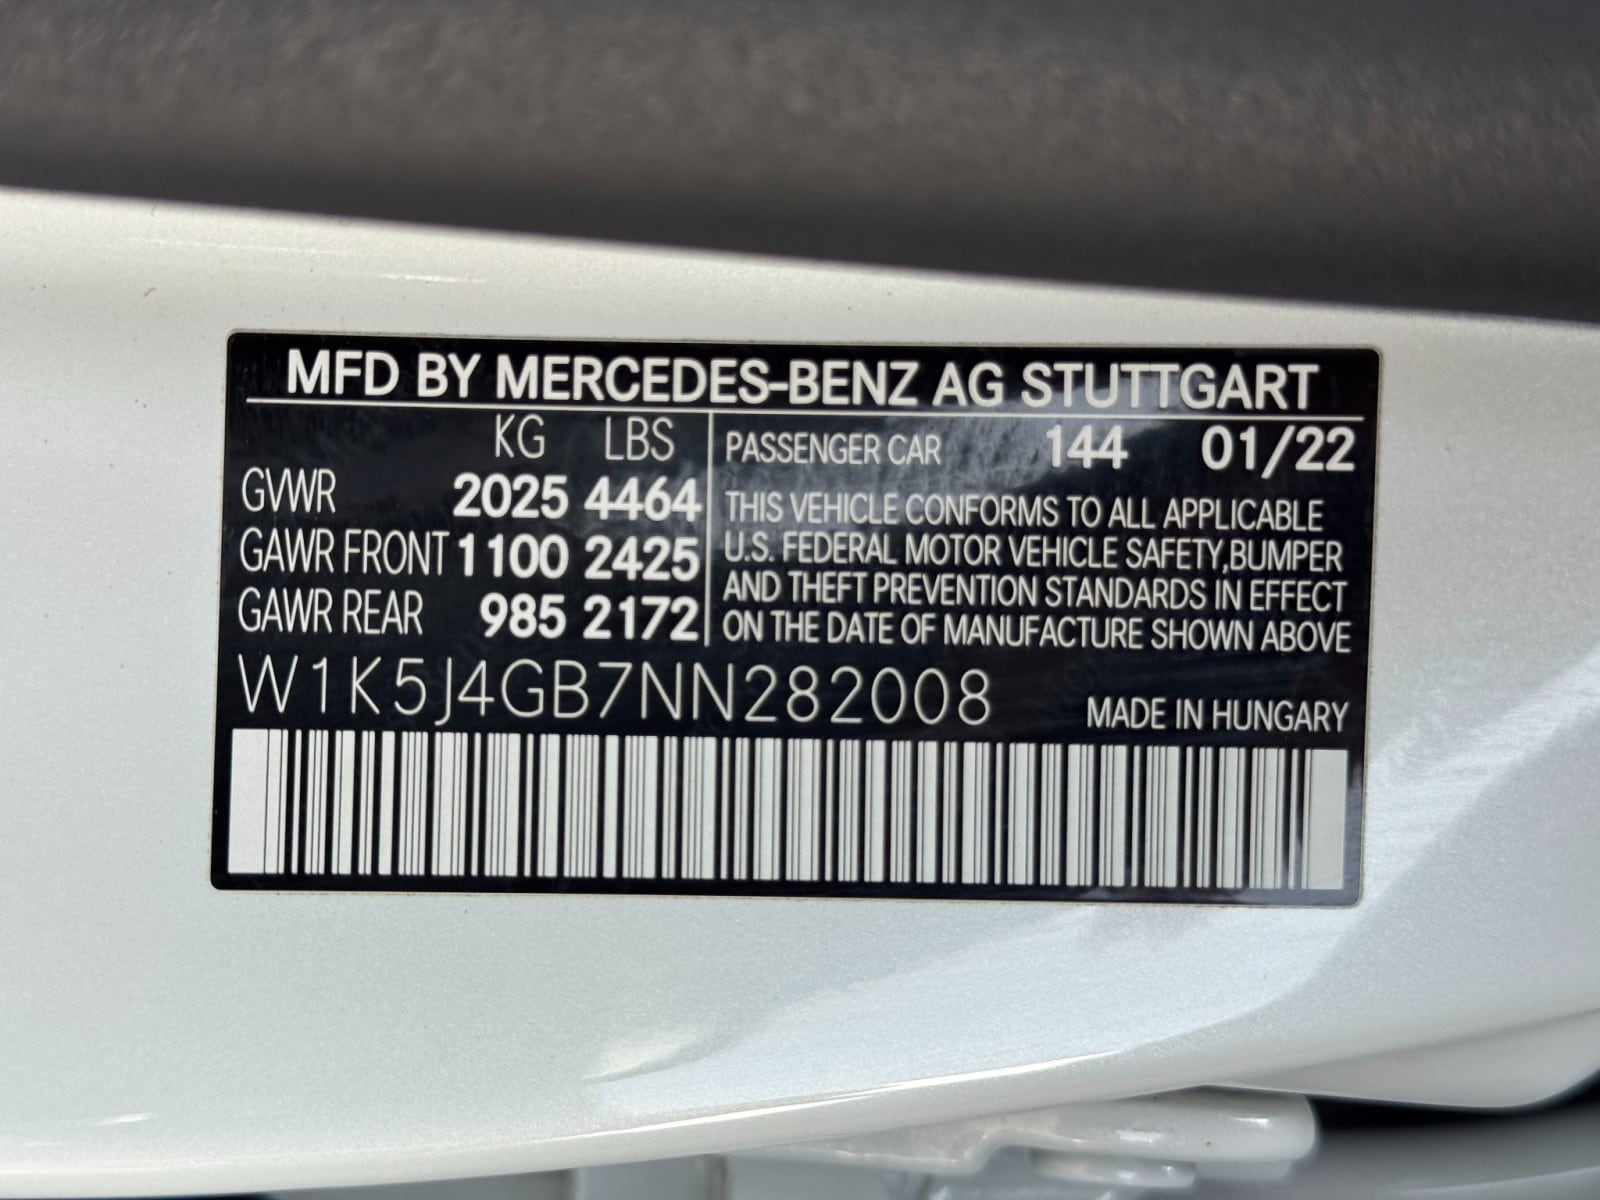 MFD BY MERCEDES-BENZ AG STUTTGART
KG LBS
GVWR 2025 4464
GAWR FRONT 1100 2425
GAWR REAR 985 2172
PASSENGER CAR 144 01/22
THIS VEHICLE CONFORMS TO ALL APPLICABLE
U.S. FEDERAL MOTOR VEHICLE SAFETY,BUMPER
AND THEFT PREVENTION STANDARDS IN EFFECT
ON THE DATE OF MANUFACTURE SHOWN ABOVE
W1K5J4GB7NN282008
MADE IN HUNGARY